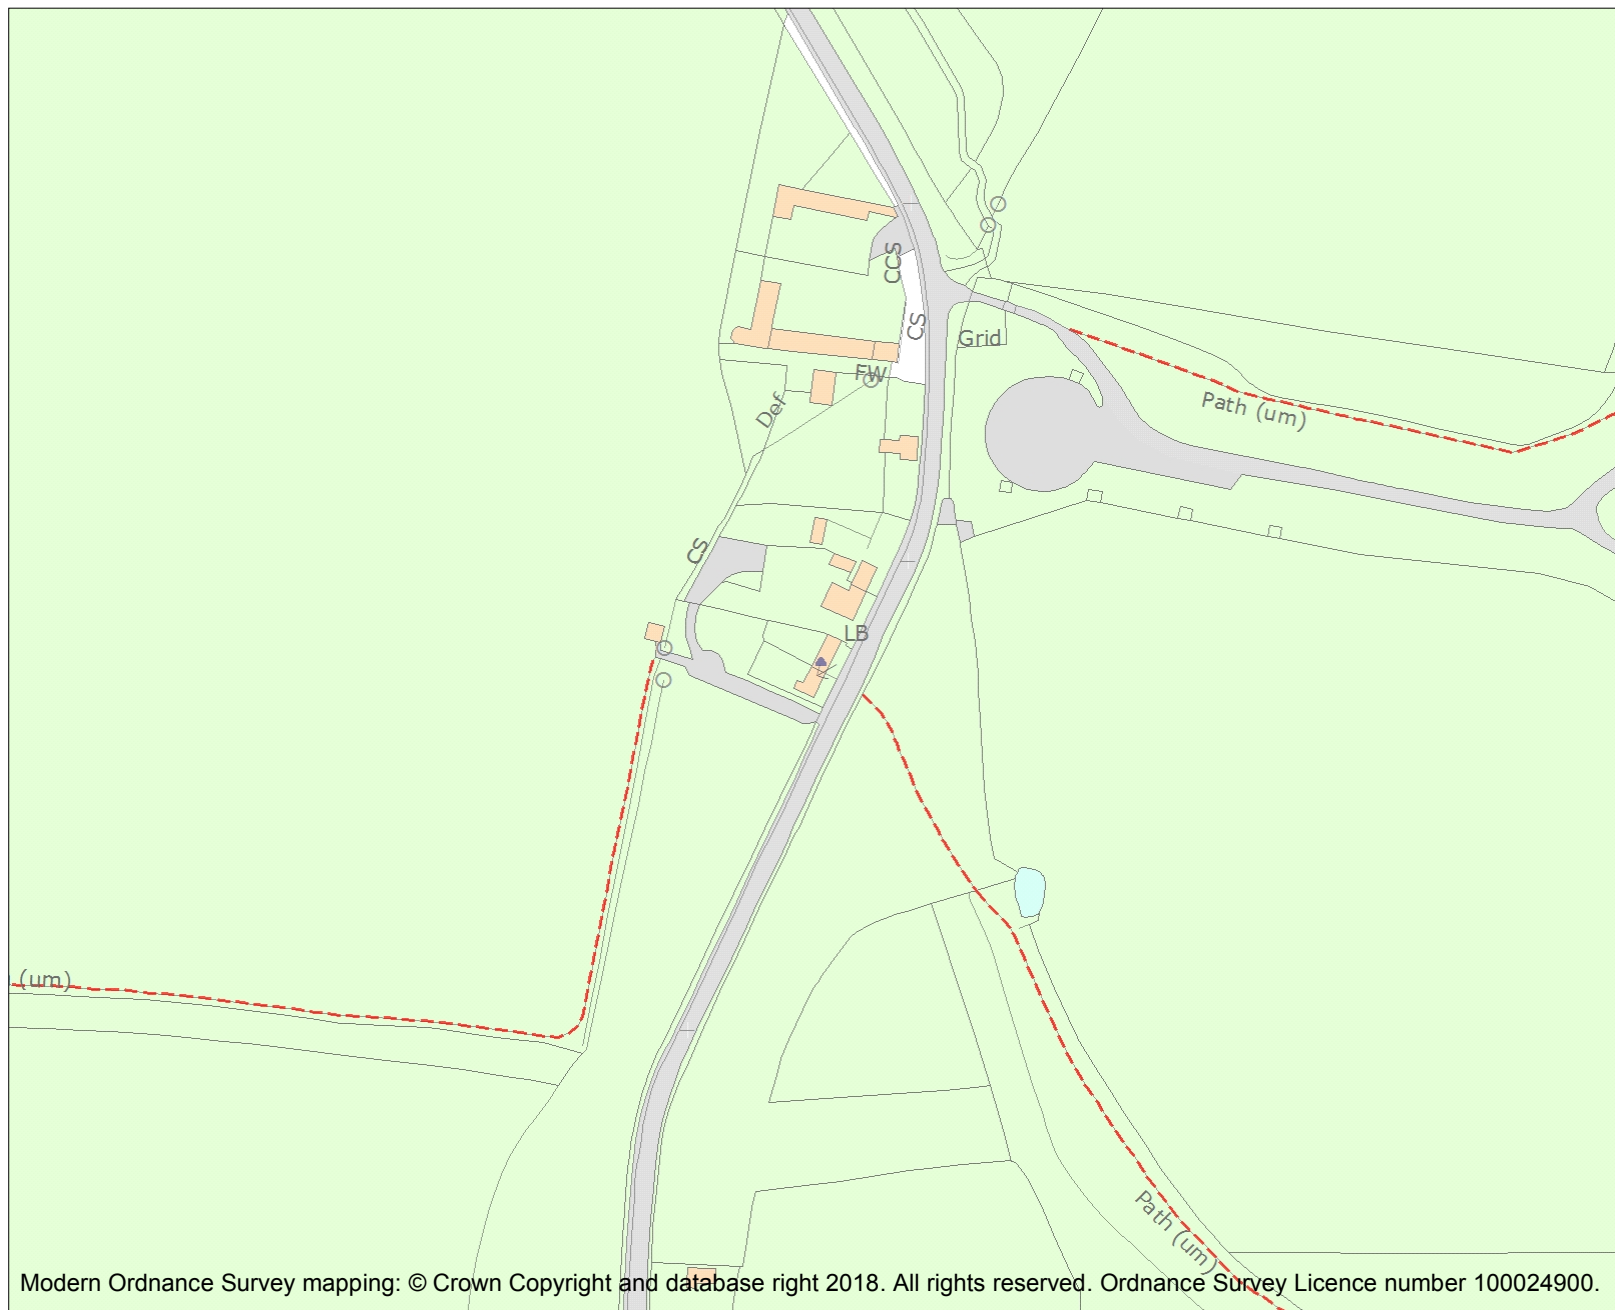 CCS
CS
Grid
FW
Def
Path (um)
CS
LB
(um)
Path (um)
Modern Ordnance Survey mapping: © Crown Copyright and database right 2018. All rights reserved. Ordnance Survey Licence number 100024900.